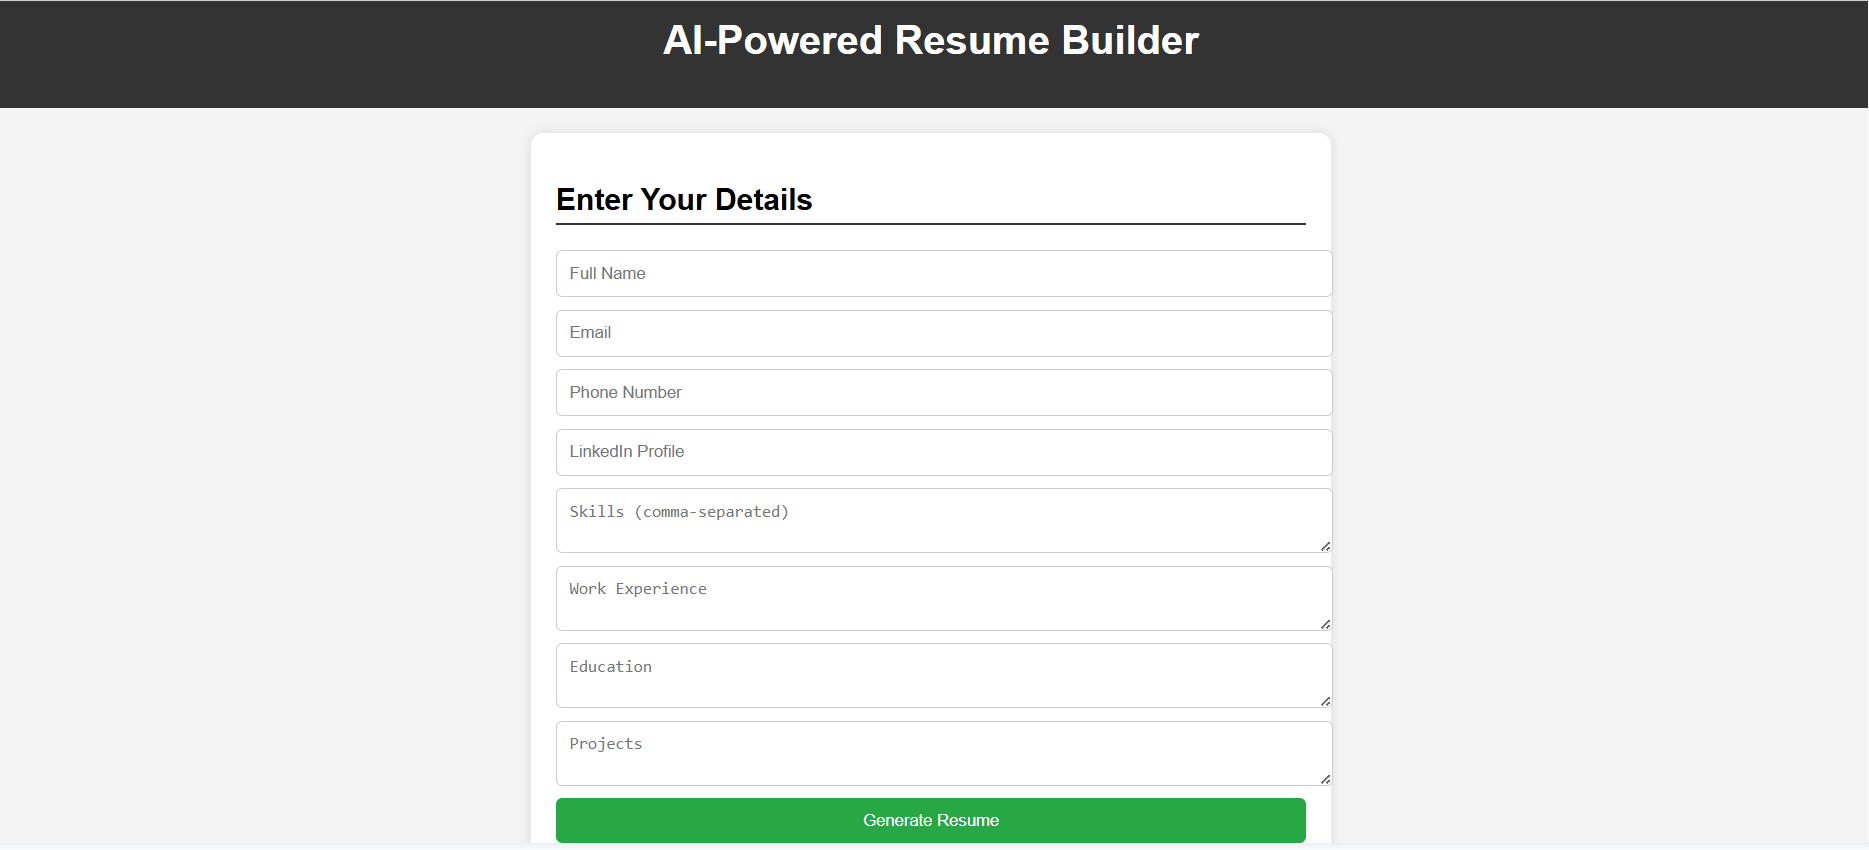 AI-Powered Resume Builder
Enter Your Details
Full Name
Email
Phone Number
LinkedIn Profile
Skills (comma-separated)
Work Experience
Education
Projects
Generate Resume